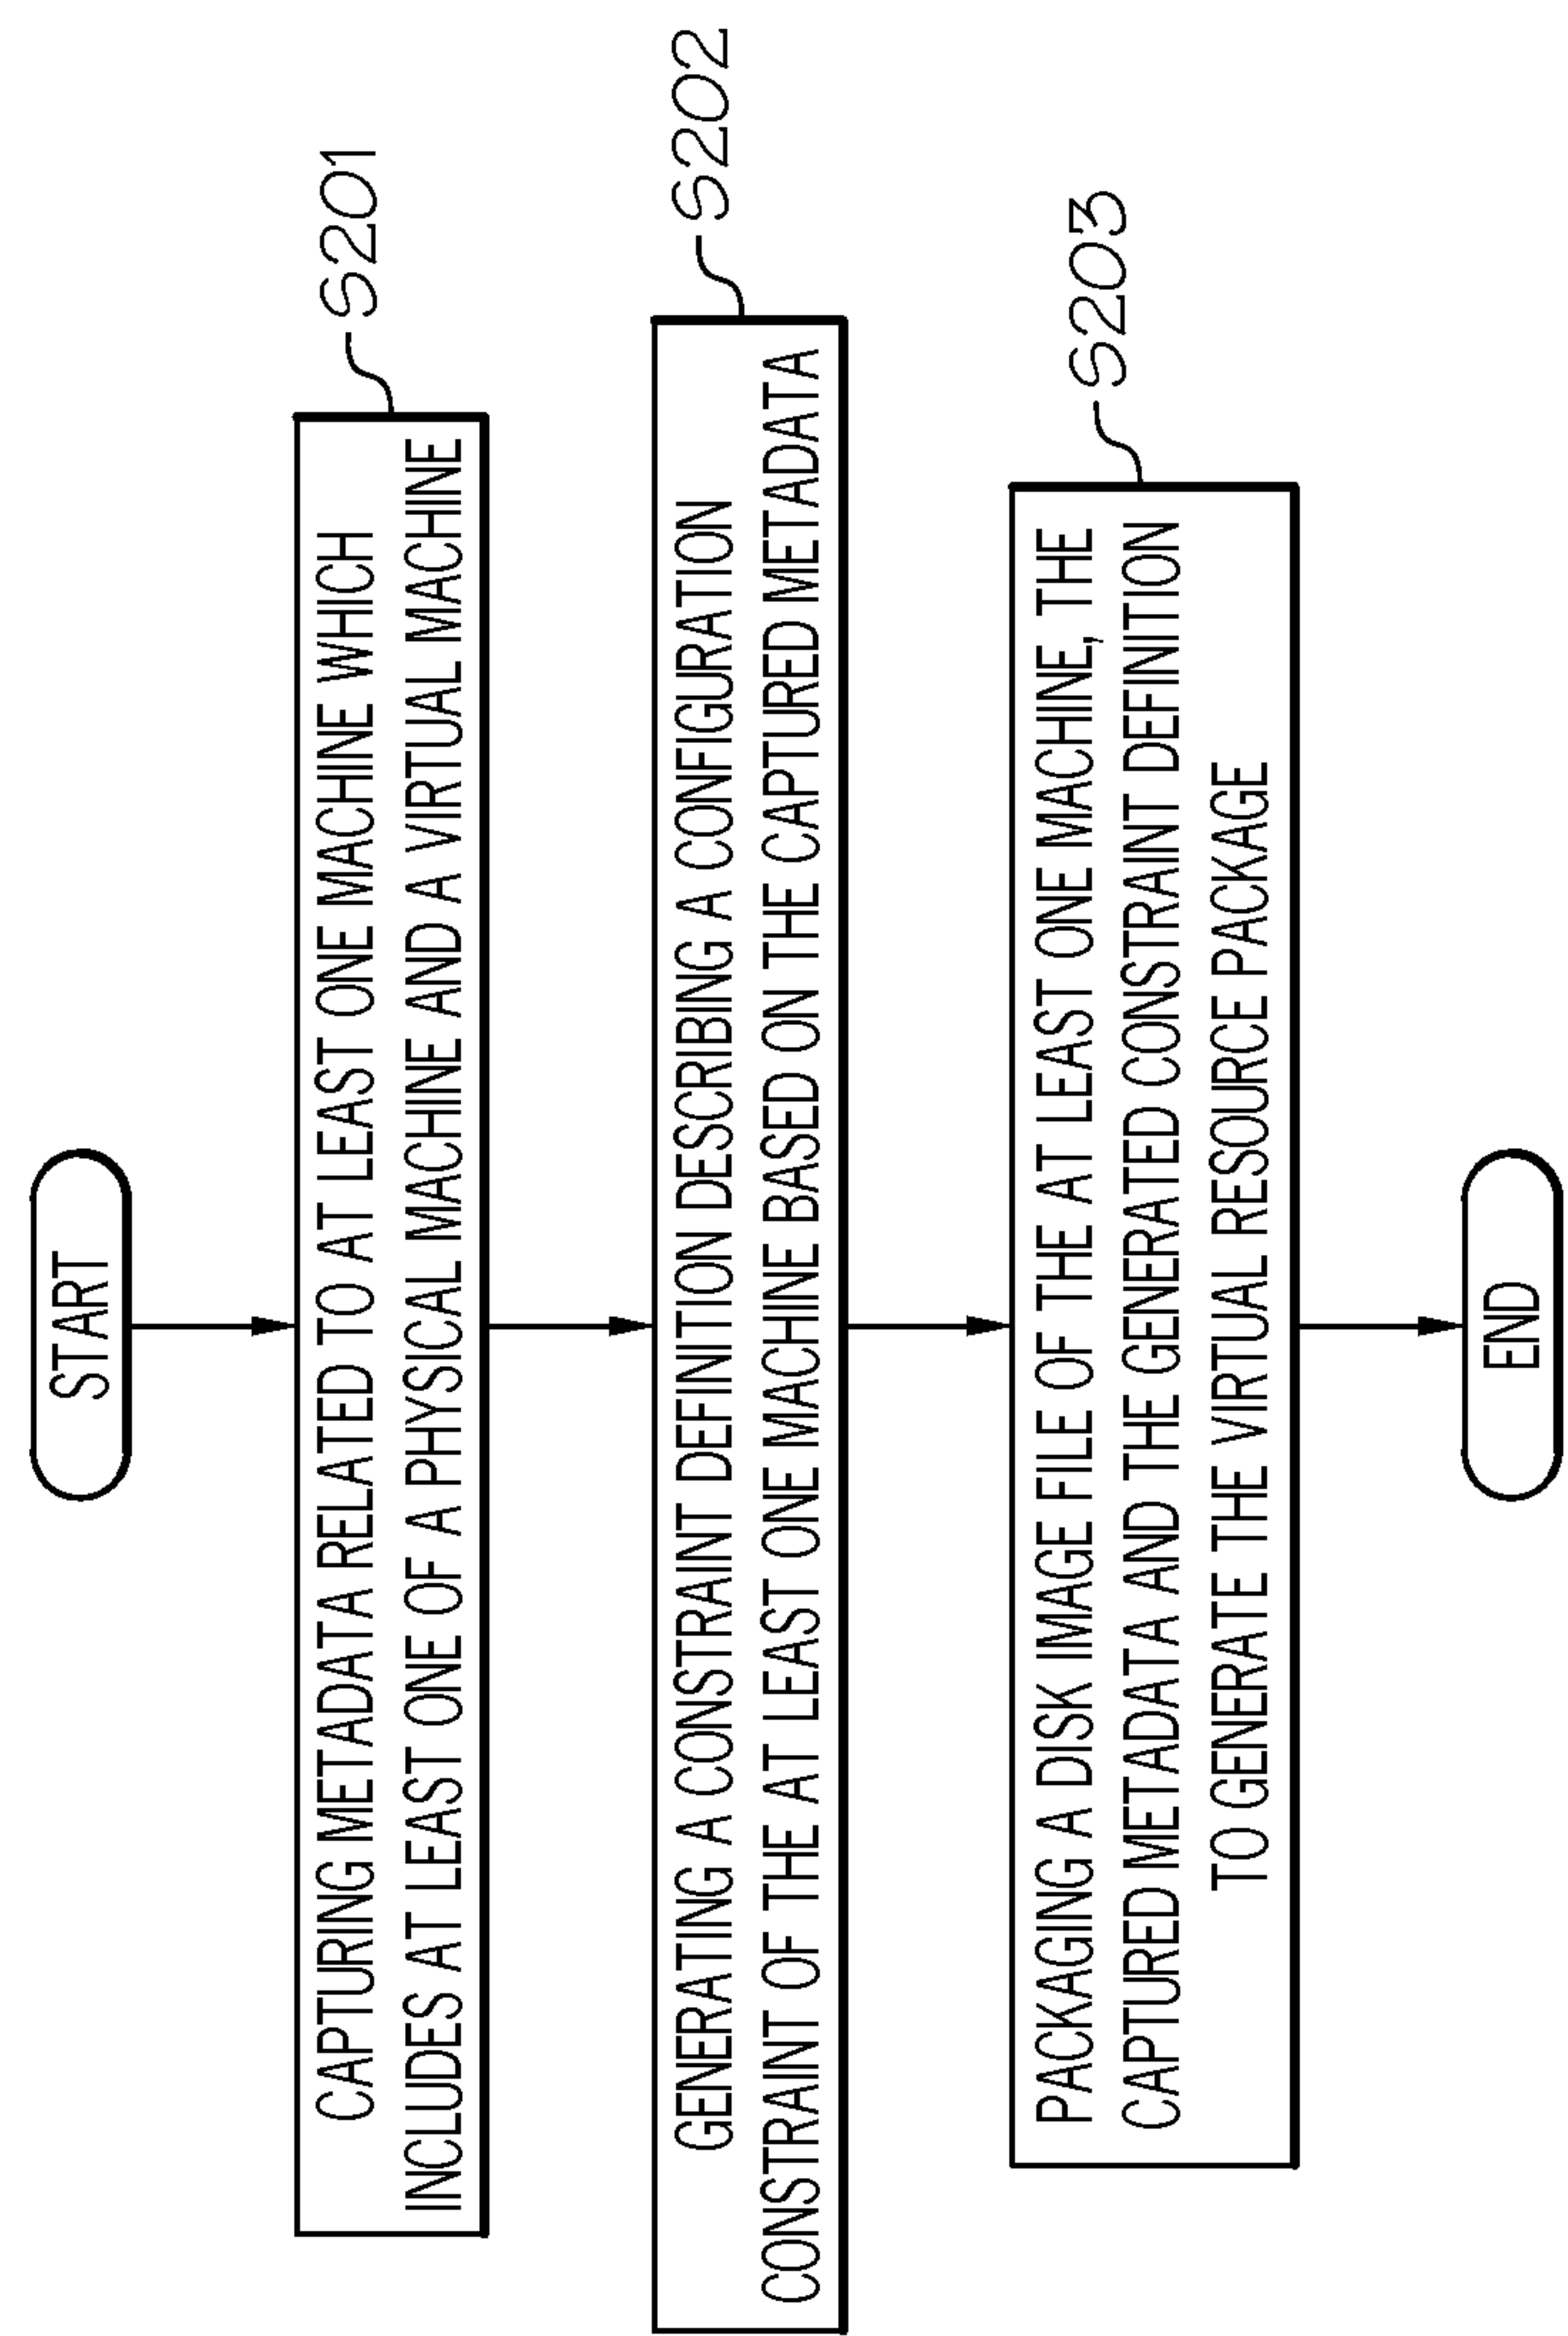 START
CAPTURING METADATA RELATED TO AT LEAST ONE MACHINE WHICH
INCLUDES AT LEAST ONE OF A PHYSICAL MACHINE AND A VIRTUAL MACHINE
S201
GENERATING A CONSTRAINT DEFINITION DESCRIBING A CONFIGURATION
CONSTRAINT OF THE AT LEAST ONE MACHINE BASED ON THE CAPTURED METADATA
S202
PACKAGING A DISK IMAGE FILE OF THE AT LEAST ONE MACHINE, THE
CAPTURED METADATA AND THE GENERATED CONSTRAINT DEFINITION
TO GENERATE THE VIRTUAL RESOURCE PACKAGE
S203
END